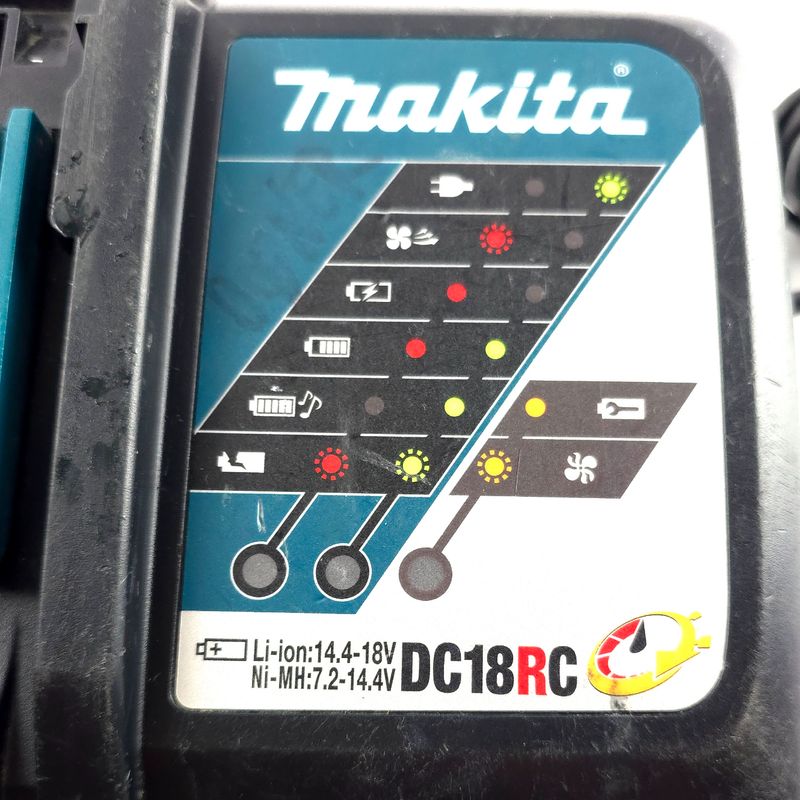 makita®
Li-ion:14.4-18V
Ni-MH:7.2-14.4V
DC18RC